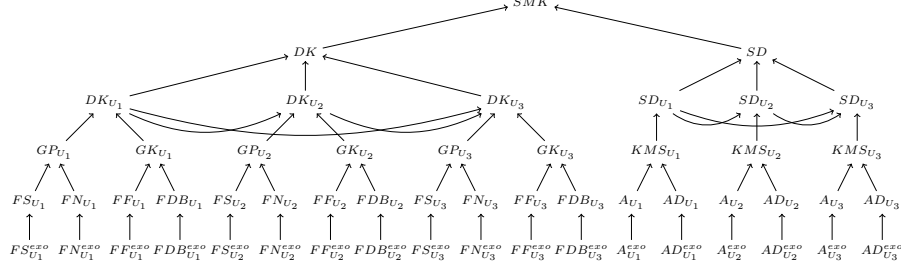 SMK
DK SD
DK_{U_1} DK_{U_2} DK_{U_3} SD_{U_1} SD_{U_2} SD_{U_3}
GP_{U_1} GK_{U_1} GP_{U_2} GK_{U_2} GP_{U_3} GK_{U_3} KMS_{U_1} KMS_{U_2} KMS_{U_3}
FS_{U_1} FN_{U_1} FF_{U_1} FDB_{U_1} FS_{U_2} FN_{U_2} FF_{U_2} FDB_{U_2} FS_{U_3} FN_{U_3} FF_{U_3} FDB_{U_3} A_{U_1} AD_{U_1} A_{U_2} AD_{U_2} A_{U_3} AD_{U_3}
FS^{exo}_{U_1} FN^{exo}_{U_1} FF^{exo}_{U_1} FDB^{exo}_{U_1} FS^{exo}_{U_2} FN^{exo}_{U_2} FF^{exo}_{U_2} FDB^{exo}_{U_2} FS^{exo}_{U_3} FN^{exo}_{U_3} FF^{exo}_{U_3} FDB^{exo}_{U_3} A^{exo}_{U_1} AD^{exo}_{U_1} A^{exo}_{U_2} AD^{exo}_{U_2} A^{exo}_{U_3} AD^{exo}_{U_3}